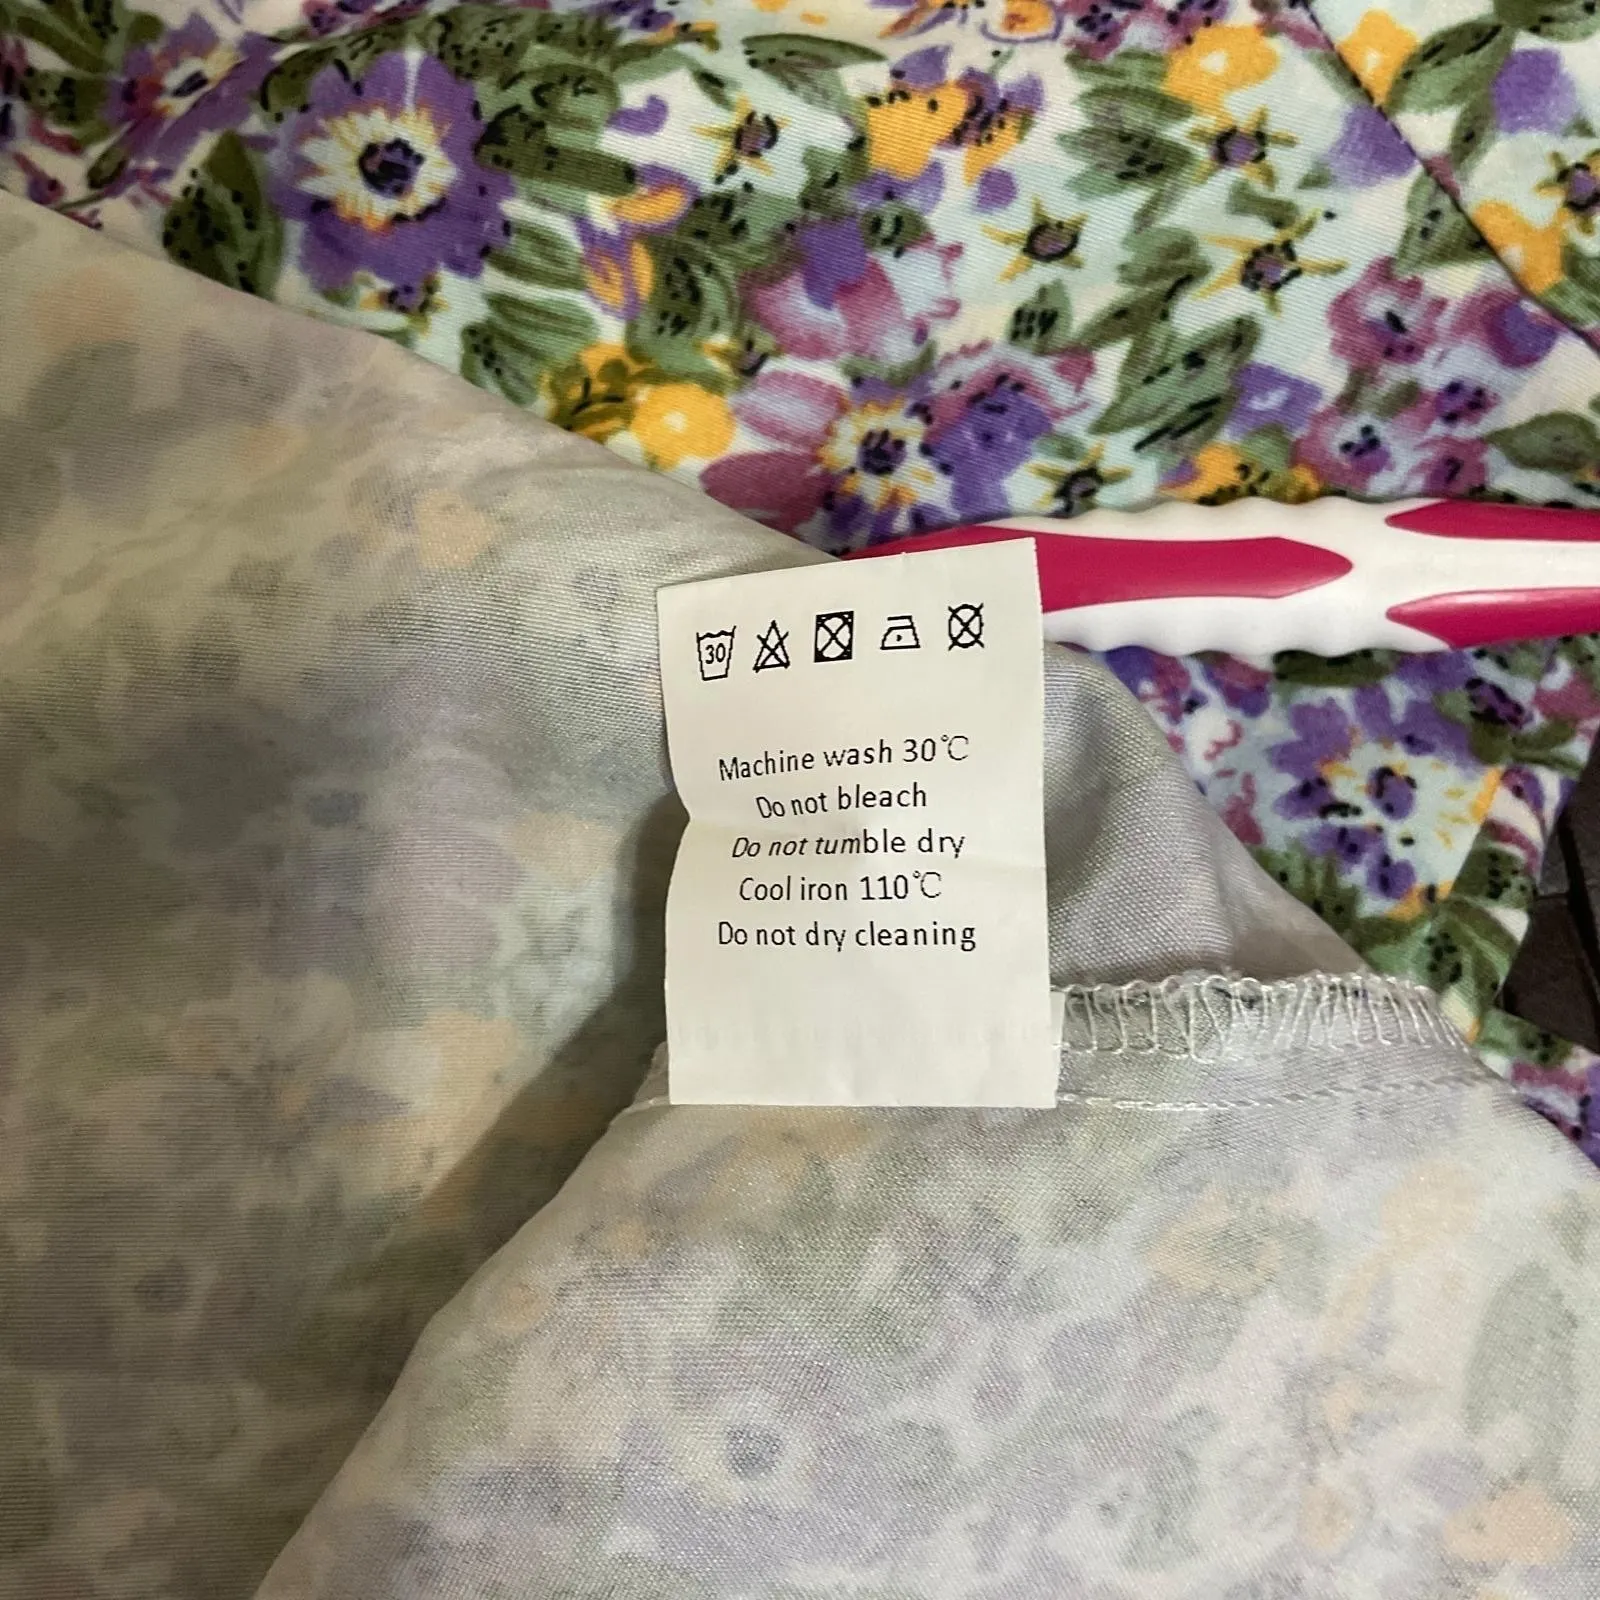 30
Machine wash 30℃
Do not bleach
Do not tumble dry
Cool iron 110℃
Do not dry cleaning